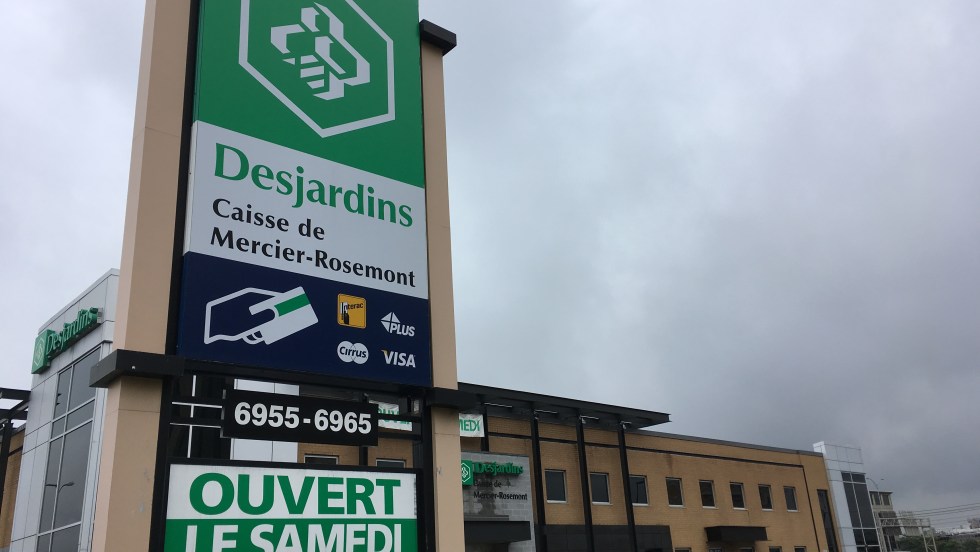 Desjardins
Caisse de
Mercier-Rosemont
Interac
PLUS
Cirrus
VISA
Desjardins
6955-6965
OUVERT
LE SAMEDI
SAMEDI
Desjardins
Caisse de
Mercier-Rosemont